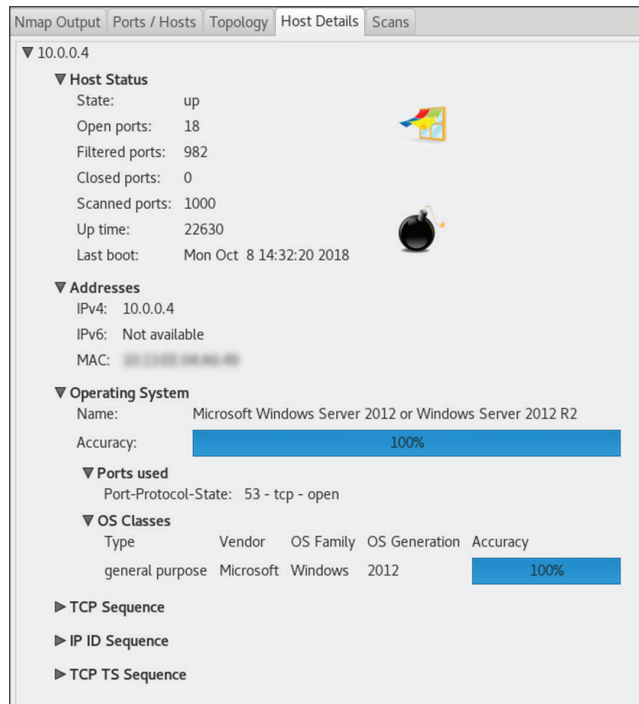 Nmap Output Ports / Hosts Topology Host Details Scans
10.0.0.4
Host Status
State: up
Open ports: 18
Filtered ports: 982
Closed ports: 0
Scanned ports: 1000
Up time: 22630
Last boot: Mon Oct 8 14:32:20 2018
Addresses
IPv4: 10.0.0.4
IPv6: Not available
MAC:
Operating System
Name: Microsoft Windows Server 2012 or Windows Server 2012 R2
Accuracy: 100%
Ports used
Port-Protocol-State: 53 - tcp - open
OS Classes
Type Vendor OS Family OS Generation Accuracy
general purpose Microsoft Windows 2012 100%
TCP Sequence
IP ID Sequence
TCP TS Sequence